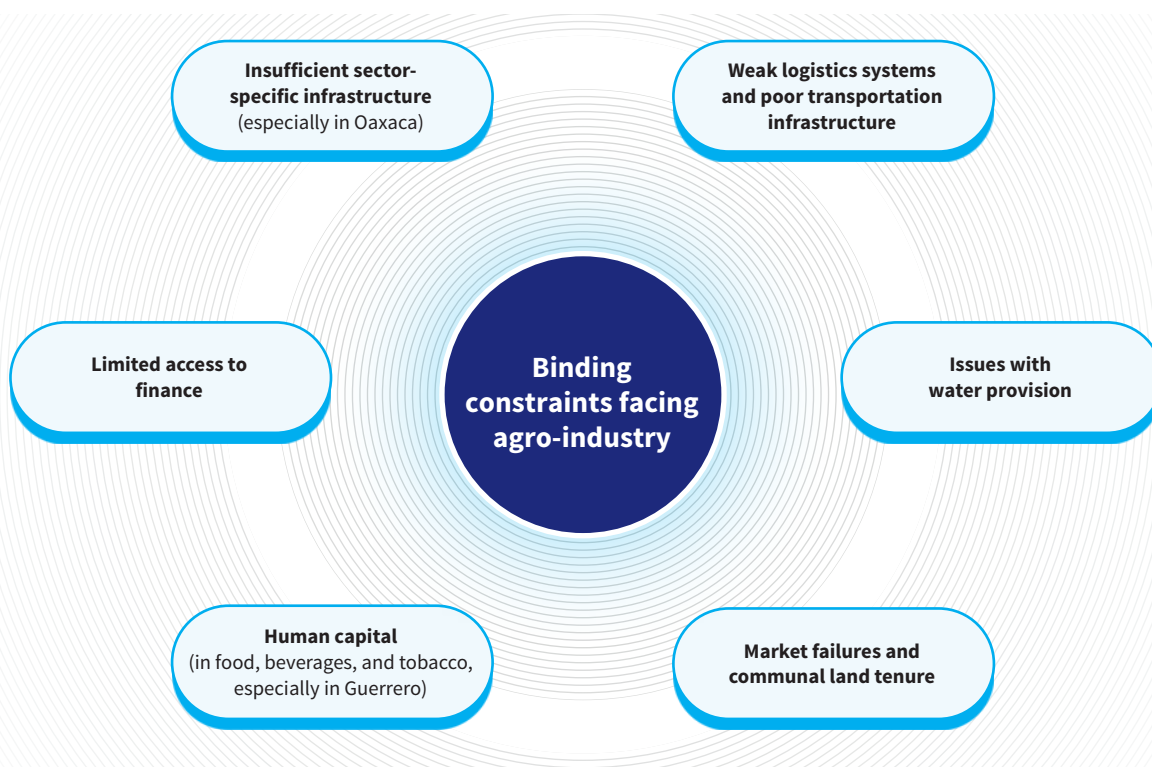 Insufficient sector-
specific infrastructure
(especially in Oaxaca)
Weak logistics systems
and poor transportation
infrastructure
Limited access to
finance
Binding
constraints facing
agro-industry
Issues with
water provision
Human capital
(in food, beverages, and tobacco,
especially in Guerrero)
Market failures and
communal land tenure